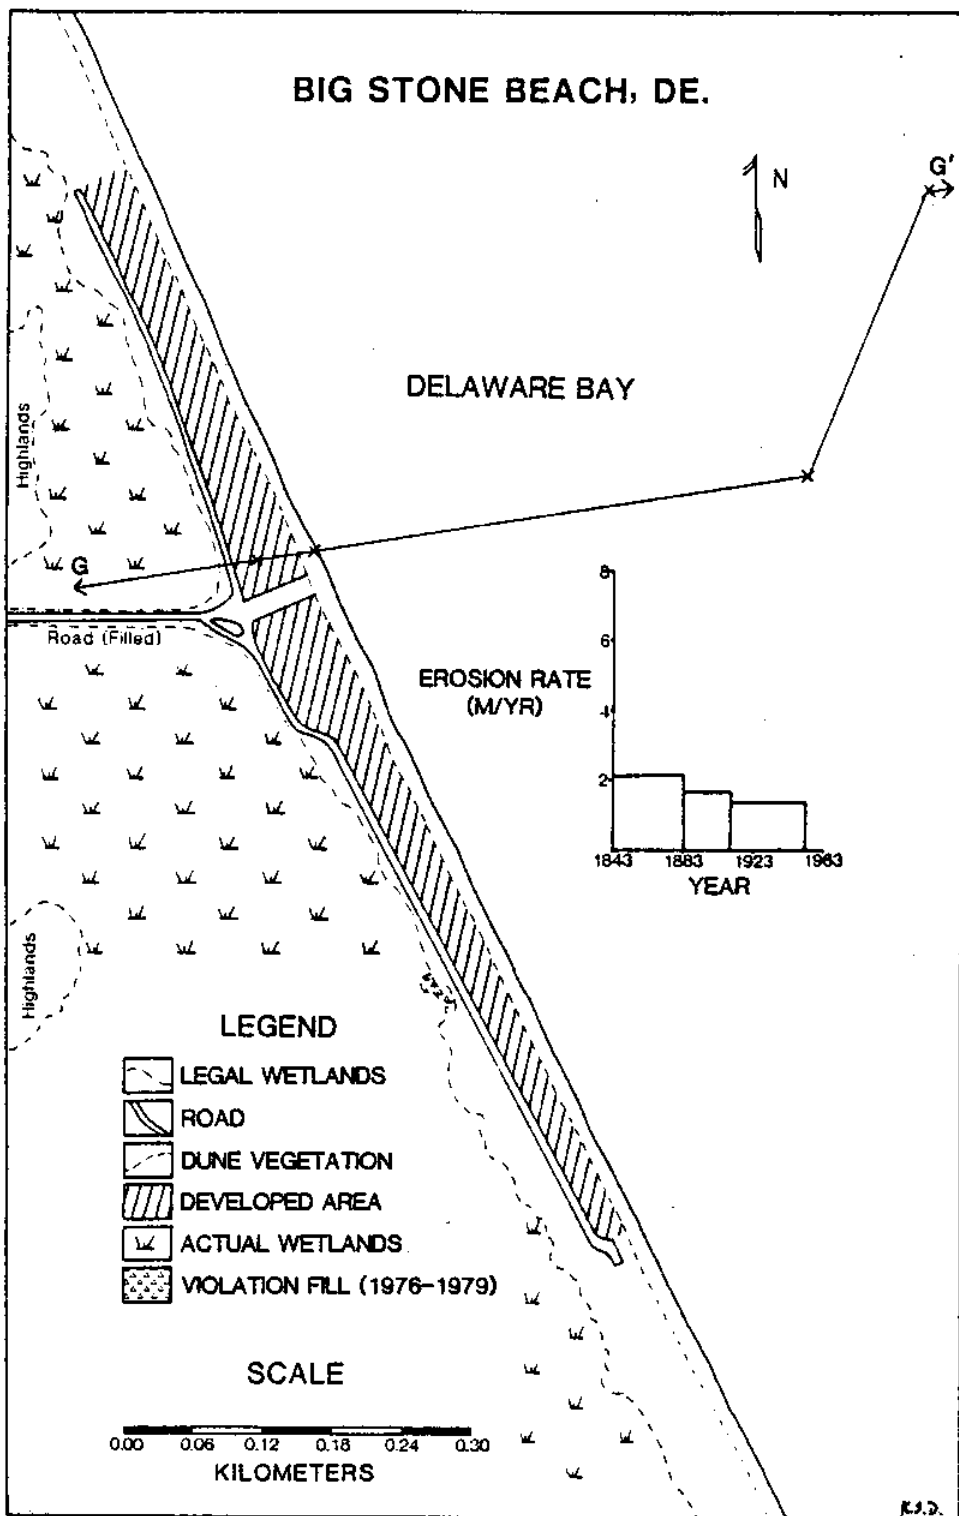 BIG STONE BEACH, DE.
G'
N
DELAWARE BAY
Highlands
G
Road (Filled)
EROSION RATE
(M/YR)
8
6
4
2
1843 1883 1923 1963
YEAR
Highlands
LEGEND
LEGAL WETLANDS
ROAD
DUNE VEGETATION
DEVELOPED AREA
ACTUAL WETLANDS
VIOLATION FILL (1976-1979)
SCALE
0.00 0.06 0.12 0.18 0.24 0.30
KILOMETERS
K.S.D.